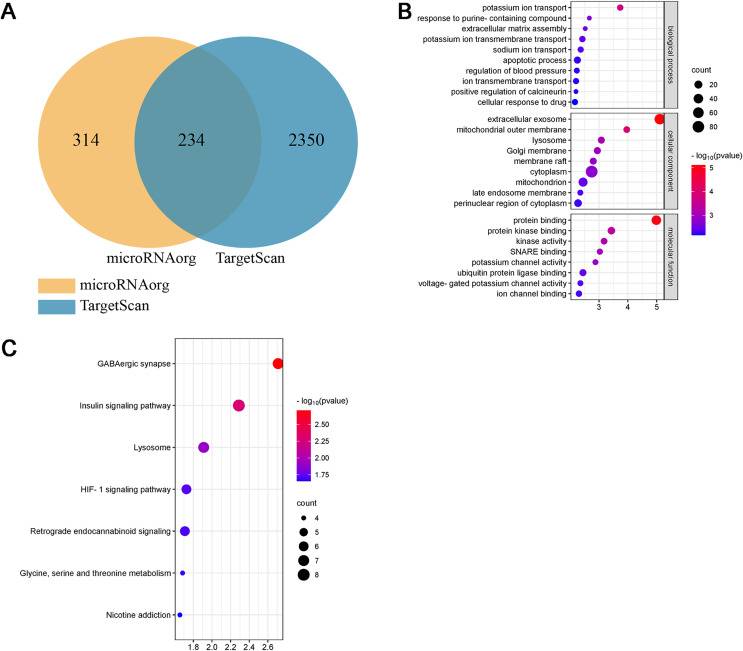 A
314
234
2350
microRNAorg
TargetScan
microRNAorg
TargetScan
B
potassium ion transport
response to purine- containing compound
extracellular matrix assembly
potassium ion transmembrane transport
sodium ion transport
apoptotic process
regulation of blood pressure
ion transmembrane transport
positive regulation of calcineurin
cellular response to drug
biological process
extracellular exosome
mitochondrial outer membrane
lysosome
Golgi membrane
membrane raft
cytoplasm
mitochondrion
late endosome membrane
perinuclear region of cytoplasm
cellular component
protein binding
protein kinase binding
kinase activity
SNARE binding
potassium channel activity
ubiquitin protein ligase binding
voltage- gated potassium channel activity
ion channel binding
molecular function
3 4 5
count
20
40
60
80
- log10(pvalue)
5
4
3
C
GABAergic synapse
Insulin signaling pathway
Lysosome
HIF- 1 signaling pathway
Retrograde endocannabinoid signaling
Glycine, serine and threonine metabolism
Nicotine addiction
1.8 2.0 2.2 2.4 2.6
- log10(pvalue)
2.50
2.25
2.00
1.75
count
4
5
6
7
8